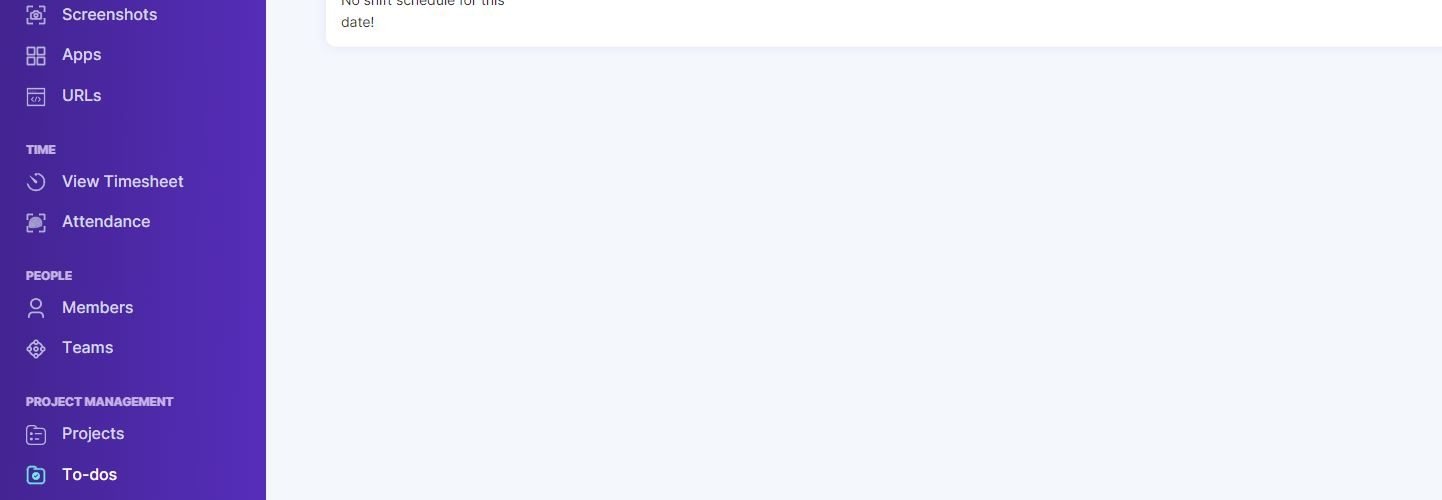 Screenshots
Apps
URLs
TIME
View Timesheet
Attendance
PEOPLE
Members
Teams
PROJECT MANAGEMENT
Projects
To-dos
No shift schedule for this
date!